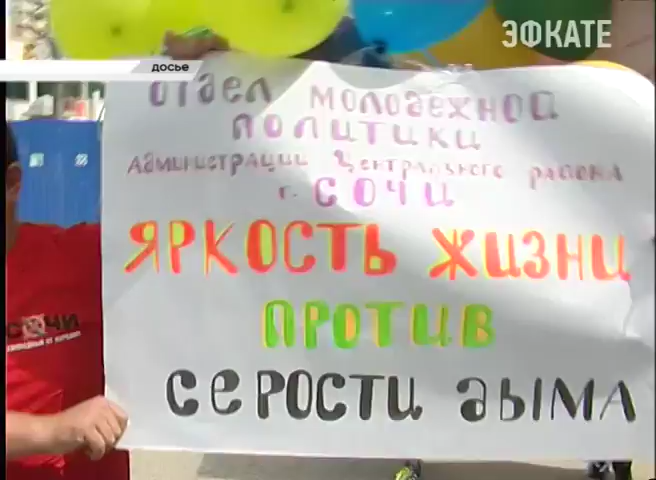 ЭФКАТЕ
досье
отдел молодежной
политики
Администрации Центрального района
г. Сочи
Яркость жизни
против
серости дыма
СОЧИ